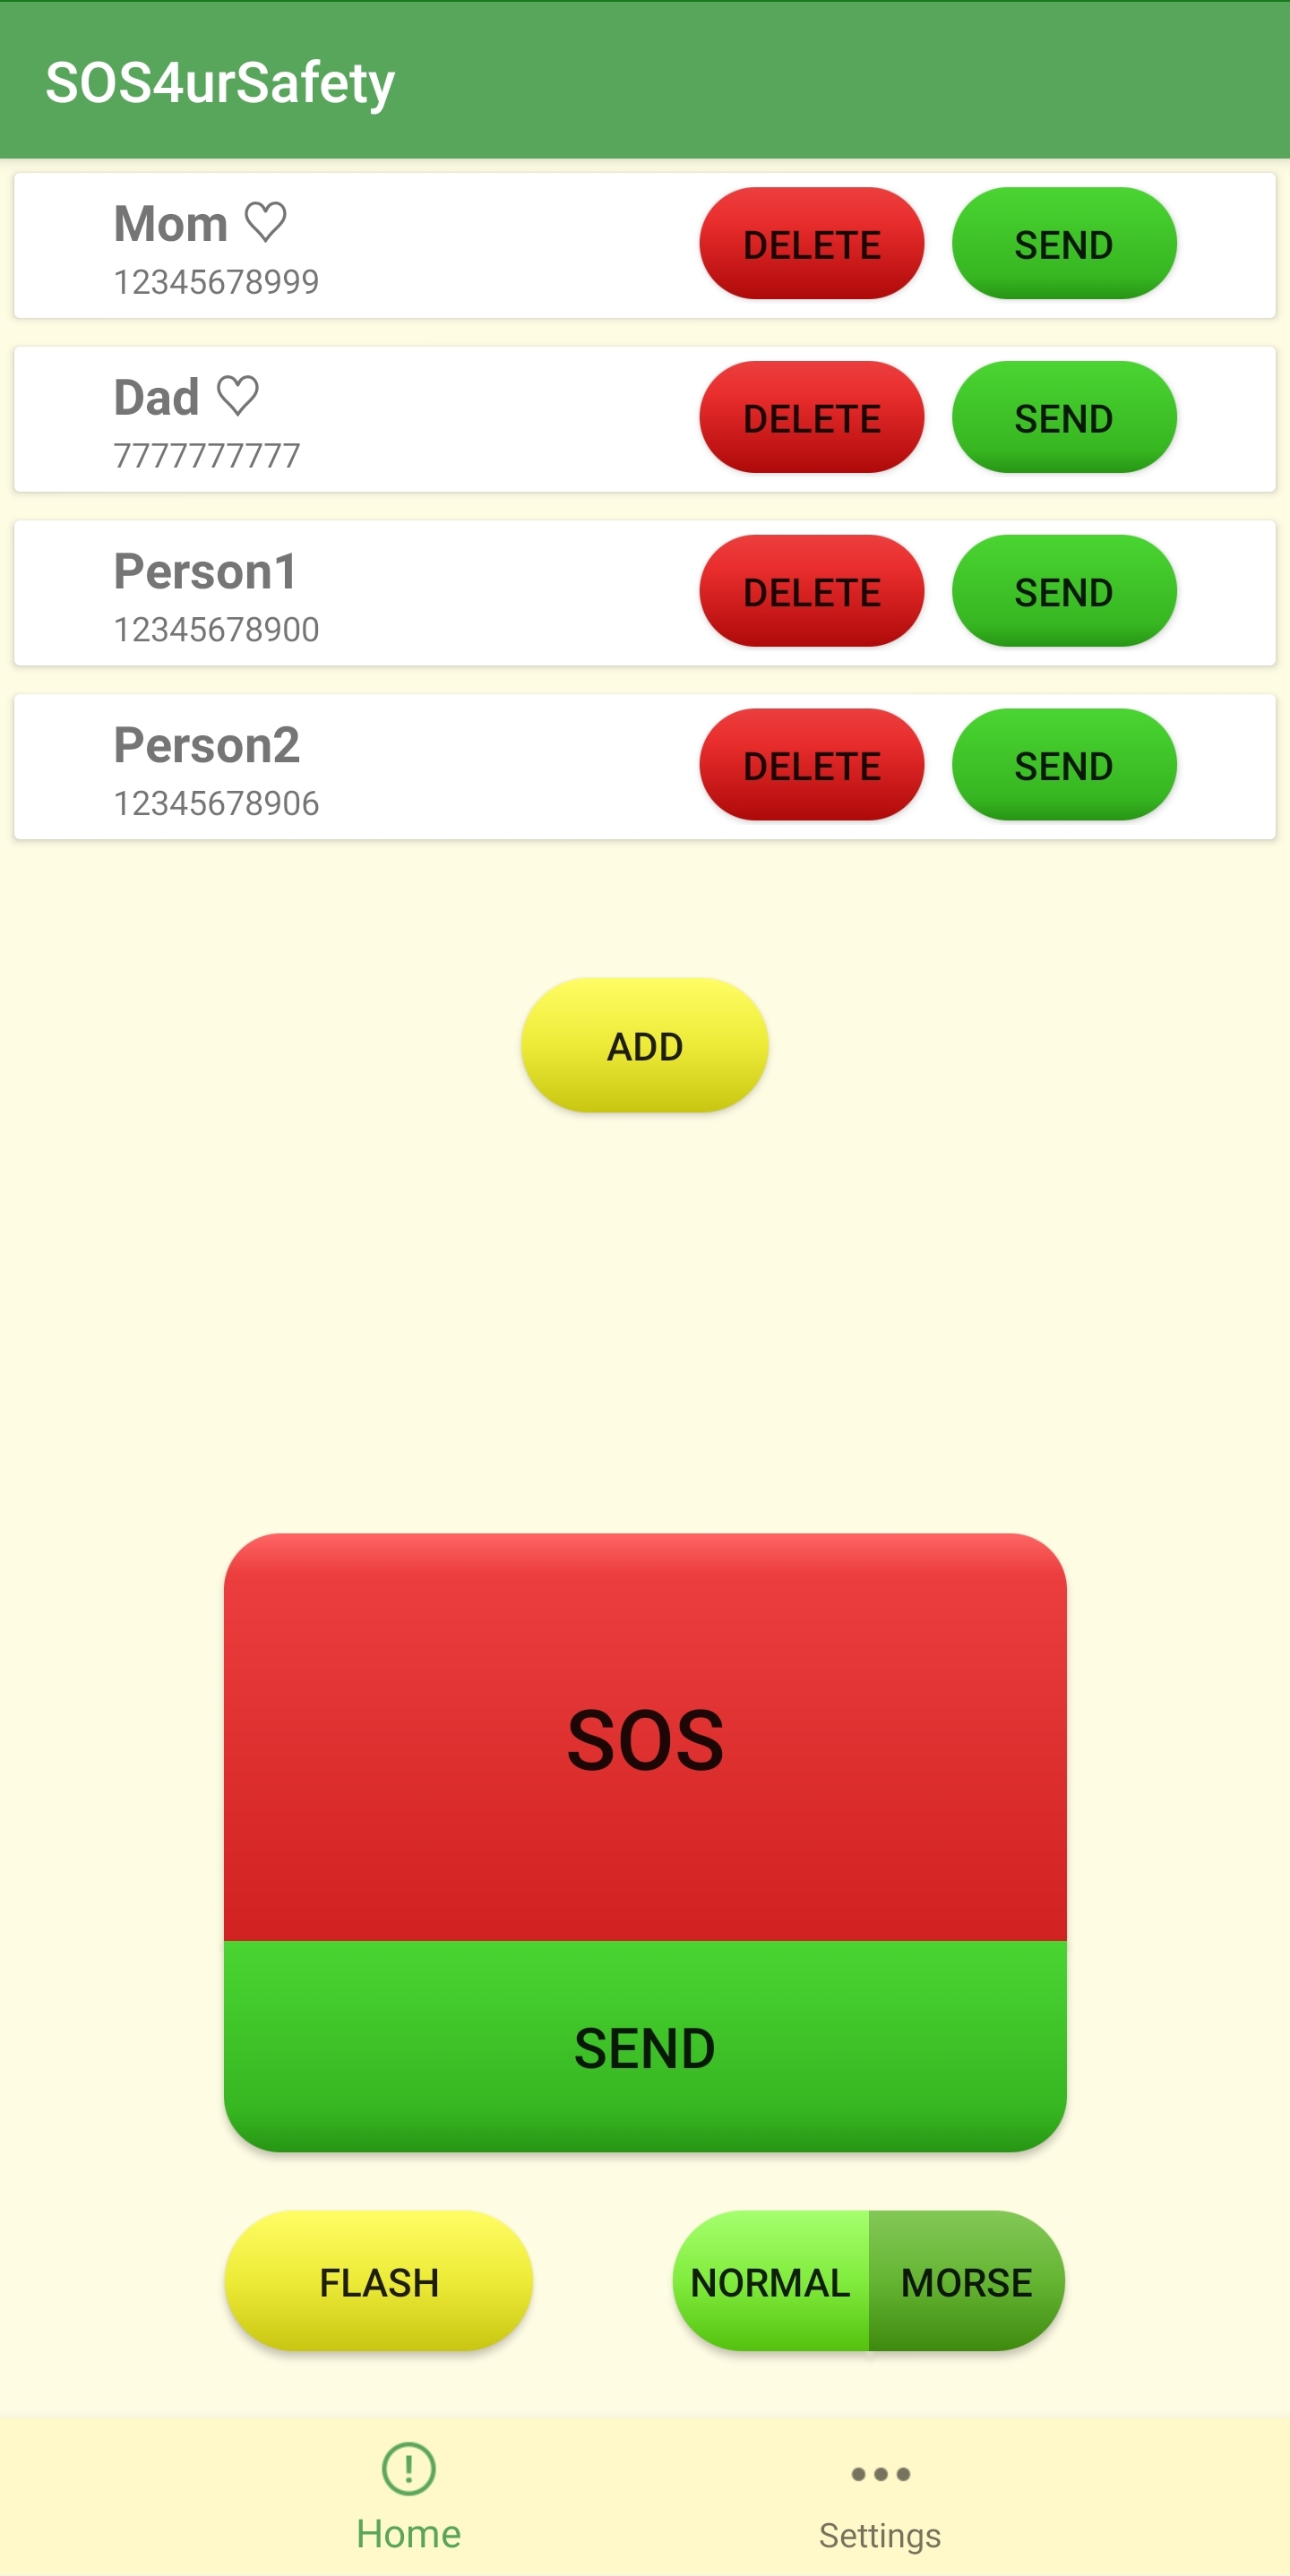 SOS4urSafety
Mom ♡
12345678999
DELETE
SEND
Dad ♡
7777777777
DELETE
SEND
Person1
12345678900
DELETE
SEND
Person2
12345678906
DELETE
SEND
ADD
SOS
SEND
FLASH
NORMAL
MORSE
Home
Settings